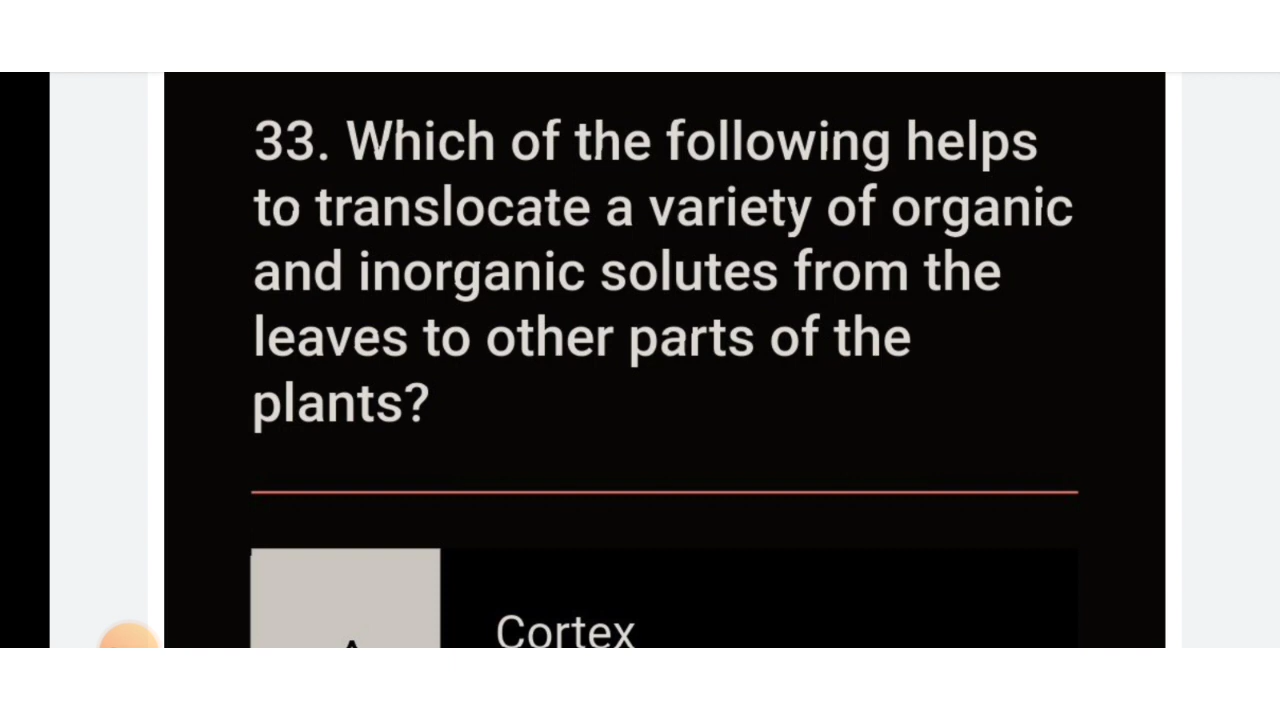 33. Which of the following helps
to translocate a variety of organic
and inorganic solutes from the
leaves to other parts of the
plants?
Cortex